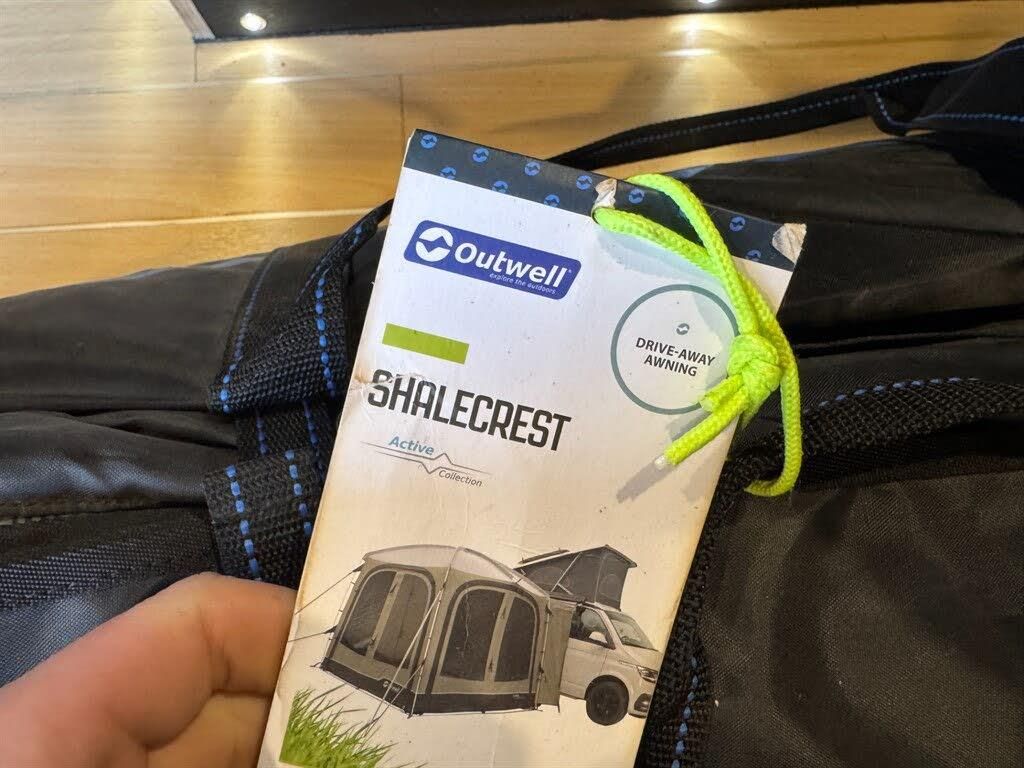 Outwell
explore the outdoors
DRIVE-AWAY
AWNING
SHALECREST
Active
Collection